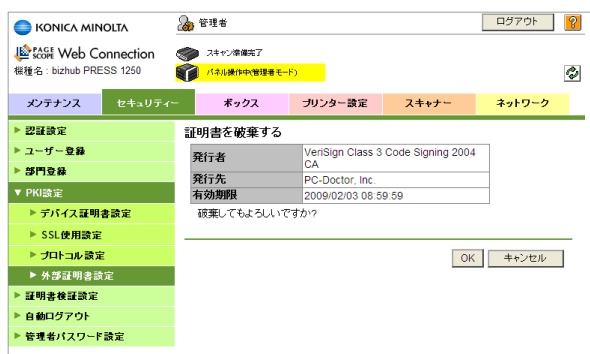 KONICA MINOLTA
管理者
ログアウト
?
PAGE SCOPE Web Connection
スキャン準備完了
機種名 : bizhub PRESS 1250
パネル操作中(管理者モード)
メンテナンス セキュリティー ボックス プリンター設定 スキャナー ネットワーク
認証設定
ユーザー登録
部門登録
PKI設定
デバイス証明書設定
SSL使用設定
プロトコル設定
外部証明書設定
証明書検証設定
自動ログアウト
管理者パスワード設定
証明書を破棄する
発行者 VeriSign Class 3 Code Signing 2004
CA
発行先 PC-Doctor, Inc.
有効期限 2009/02/03 08:59:59
破棄してもよろしいですか?
OK キャンセル